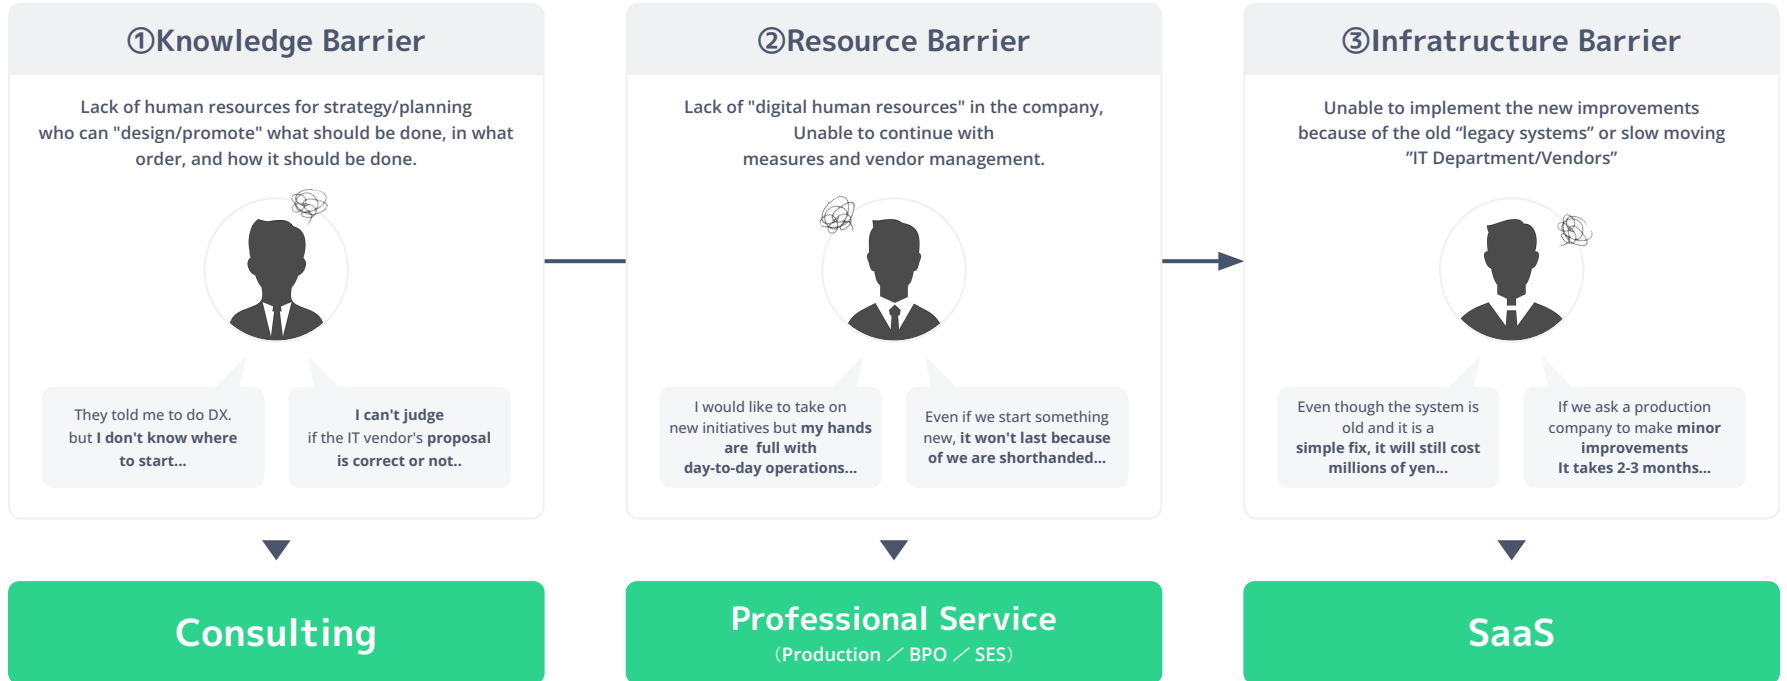 ①Knowledge Barrier
Lack of human resources for strategy/planning
who can "design/promote" what should be done, in what
order, and how it should be done.
They told me to do DX.
but I don't know where
to start...
I can't judge
if the IT vendor's proposal
is correct or not..
Consulting
②Resource Barrier
Lack of "digital human resources" in the company,
Unable to continue with
measures and vendor management.
I would like to take on
new initiatives but my hands
are full with
day-to-day operations...
Even if we start something
new, it won't last because
of we are shorthanded...
Professional Service
（Production ／ BPO ／ SES）
③Infratructure Barrier
Unable to implement the new improvements
because of the old “legacy systems” or slow moving
”IT Department/Vendors”
Even though the system is
old and it is a
simple fix, it will still cost
millions of yen...
If we ask a production
company to make minor
improvements
It takes 2-3 months...
SaaS